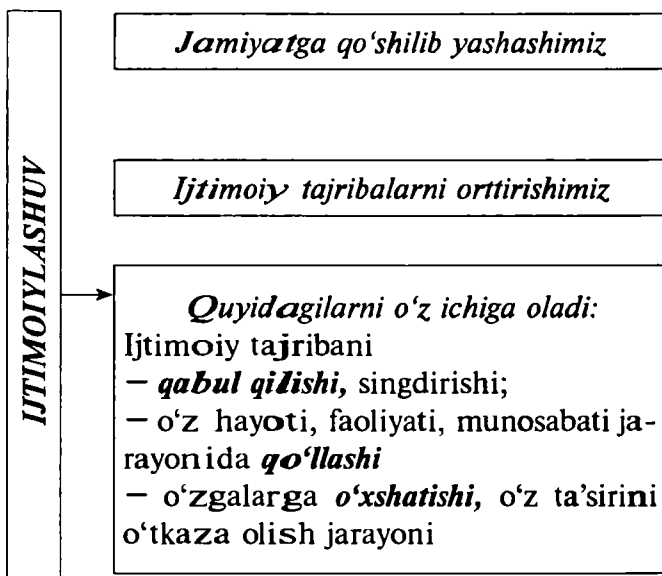 IJTIMOIYLASHUV
Jamiyatga qo‘shilib yashashimiz
Ijtimoiy tajribalarni orttirishimiz
Quyidagilarni o‘z ichiga oladi:
Ijtimoiy tajribani
– qabul qilishi, singdirishi;
– o‘z hayoti, faoliyati, munosabati ja-
rayonida qo‘llashi
– o‘zgalarga o‘xshatishi, o‘z ta’sirini
o‘tkaza olish jarayoni